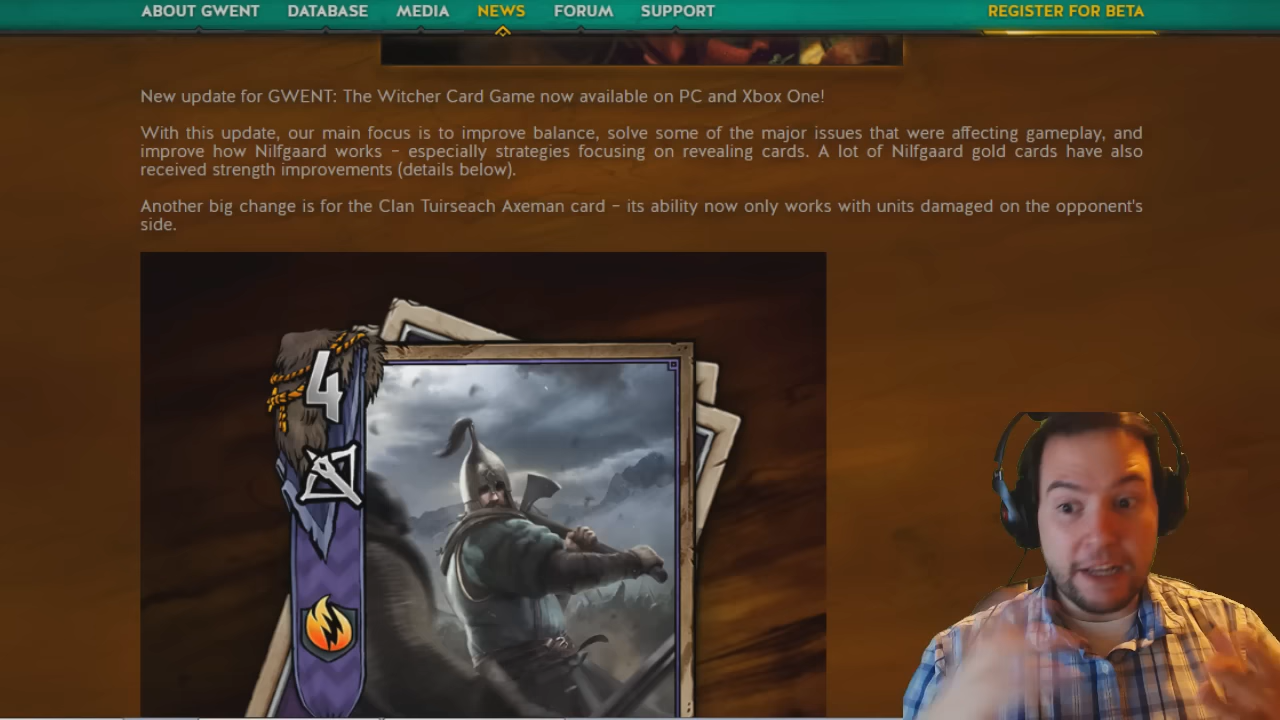 ABOUT GWENT DATABASE MEDIA NEWS FORUM SUPPORT REGISTER FOR BETA
New update for GWENT: The Witcher Card Game now available on PC and Xbox One!
With this update, our main focus is to improve balance, solve some of the major issues that were affecting gameplay, and
improve how Nilfgaard works – especially strategies focusing on revealing cards. A lot of Nilfgaard gold cards have also
received strength improvements (details below).
Another big change is for the Clan Tuirseach Axeman card – its ability now only works with units damaged on the opponent's
side.
4